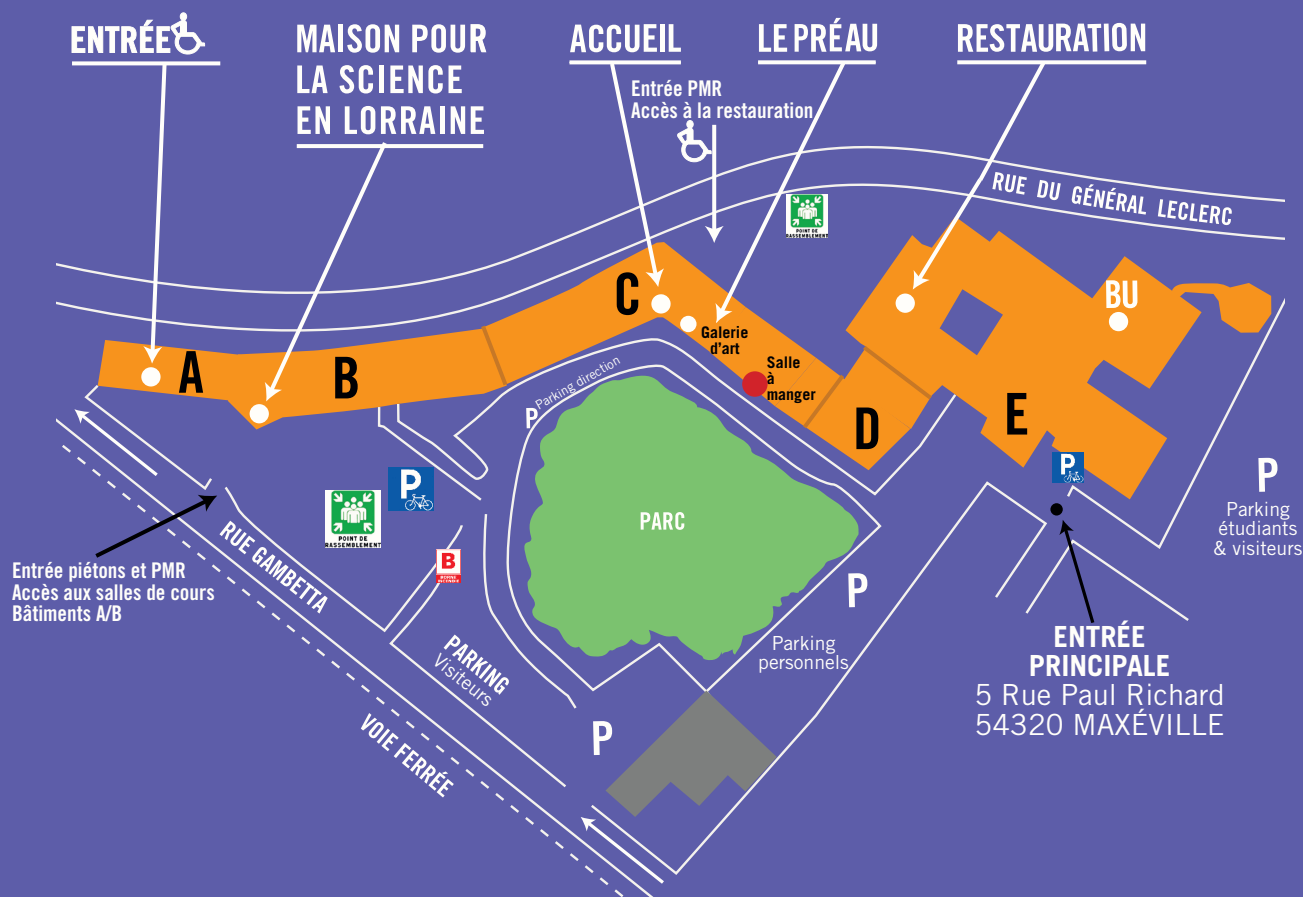 ENTRÉE
MAISON POUR
LA SCIENCE
EN LORRAINE
ACCUEIL
LE PRÉAU
RESTAURATION
Entrée PMR
Accès à la restauration
RUE DU GÉNÉRAL LECLERC
POINT DE
RASSEMBLEMENT
A
B
C
Galerie
d'art
Salle
à
manger
D
E
BU
Parking direction
P
P
P
POINT DE
RASSEMBLEMENT
B
BORNE
INCENDIE
PARC
P
P
Parking
étudiants
& visiteurs
Entrée piétons et PMR
Accès aux salles de cours
Bâtiments A/B
RUE GAMBETTA
PARKING
Visiteurs
P
P
Parking
personnels
VOIE FERRÉE
ENTRÉE
PRINCIPALE
5 Rue Paul Richard
54320 MAXÉVILLE